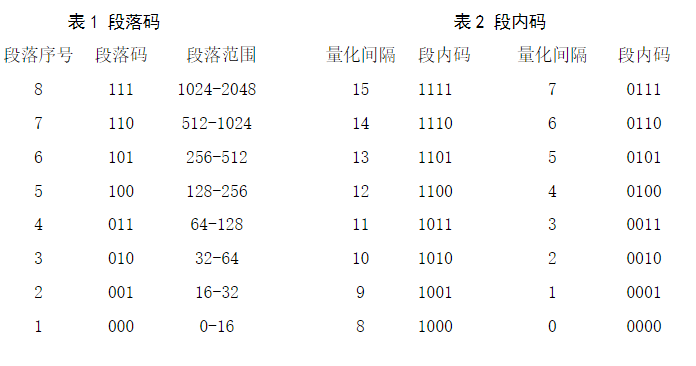 表1 段落码 表2 段内码
段落序号 段落码 段落范围 量化间隔 段内码 量化间隔 段内码
8 111 1024-2048 15 1111 7 0111
7 110 512-1024 14 1110 6 0110
6 101 256-512 13 1101 5 0101
5 100 128-256 12 1100 4 0100
4 011 64-128 11 1011 3 0011
3 010 32-64 10 1010 2 0010
2 001 16-32 9 1001 1 0001
1 000 0-16 8 1000 0 0000